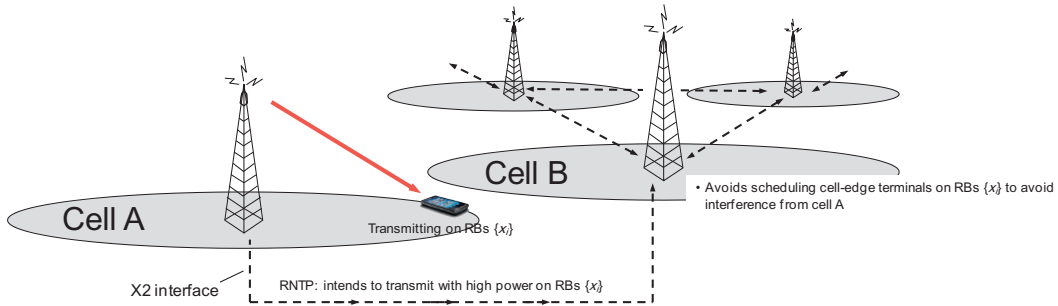 Cell A
Cell B
• Avoids scheduling cell-edge terminals on RBs {xi} to avoid
interference from cell A
Transmitting on RBs {xi}
X2 interface
RNTP: intends to transmit with high power on RBs {xi}